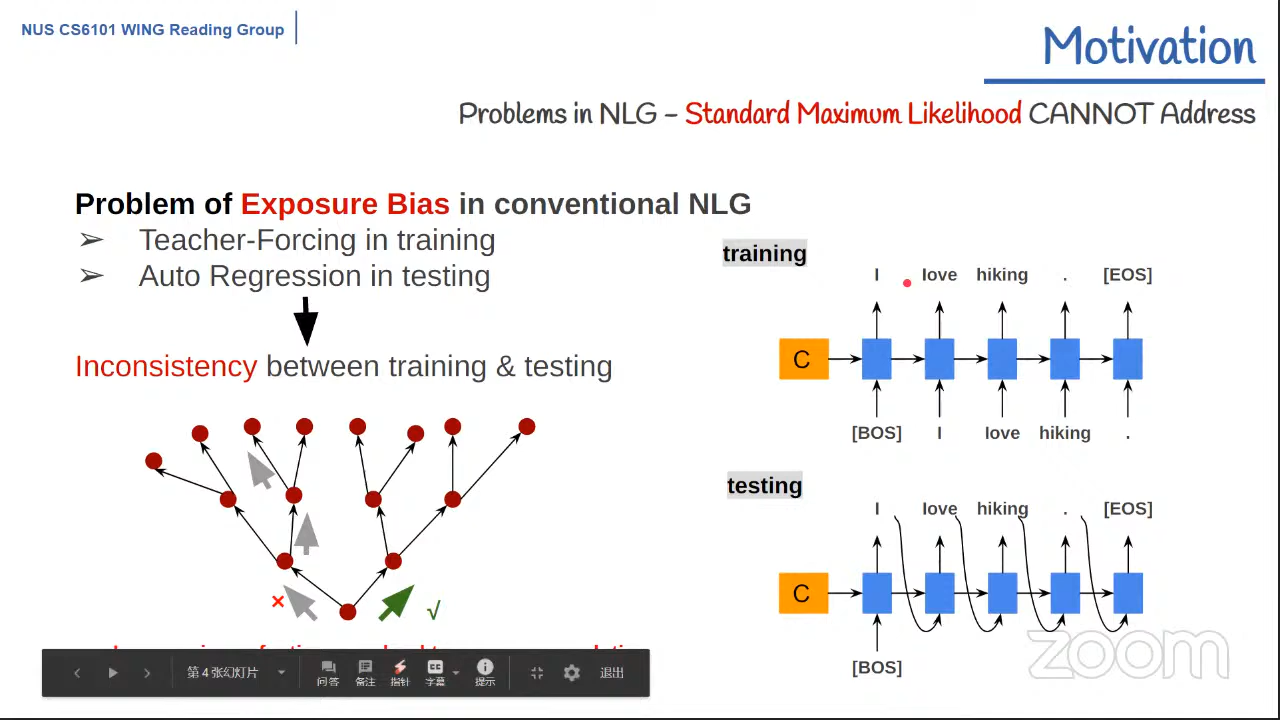 NUS CS6101 WING Reading Group
Motivation
Problems in NLG – Standard Maximum Likelihood CANNOT Address
Problem of Exposure Bias in conventional NLG
➢ Teacher-Forcing in training
➢ Auto Regression in testing
Inconsistency between training & testing
× √
training
I love hiking . [EOS]
C
[BOS] I love hiking .
testing
I love hiking . [EOS]
C
[BOS]
第 4 张幻灯片
问答 备注 指针 字幕 提示 退出
zoom